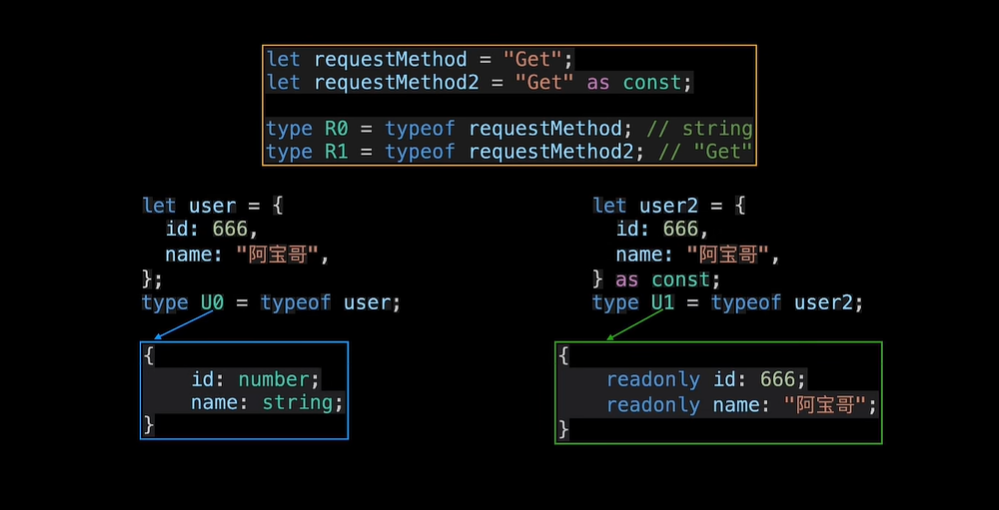 let requestMethod = "Get";
let requestMethod2 = "Get" as const;
type R0 = typeof requestMethod; // string
type R1 = typeof requestMethod2; // "Get"
let user = {
id: 666,
name: "阿宝哥",
};
type U0 = typeof user;
{
id: number;
name: string;
}
let user2 = {
id: 666,
name: "阿宝哥",
} as const;
type U1 = typeof user2;
{
readonly id: 666;
readonly name: "阿宝哥";
}